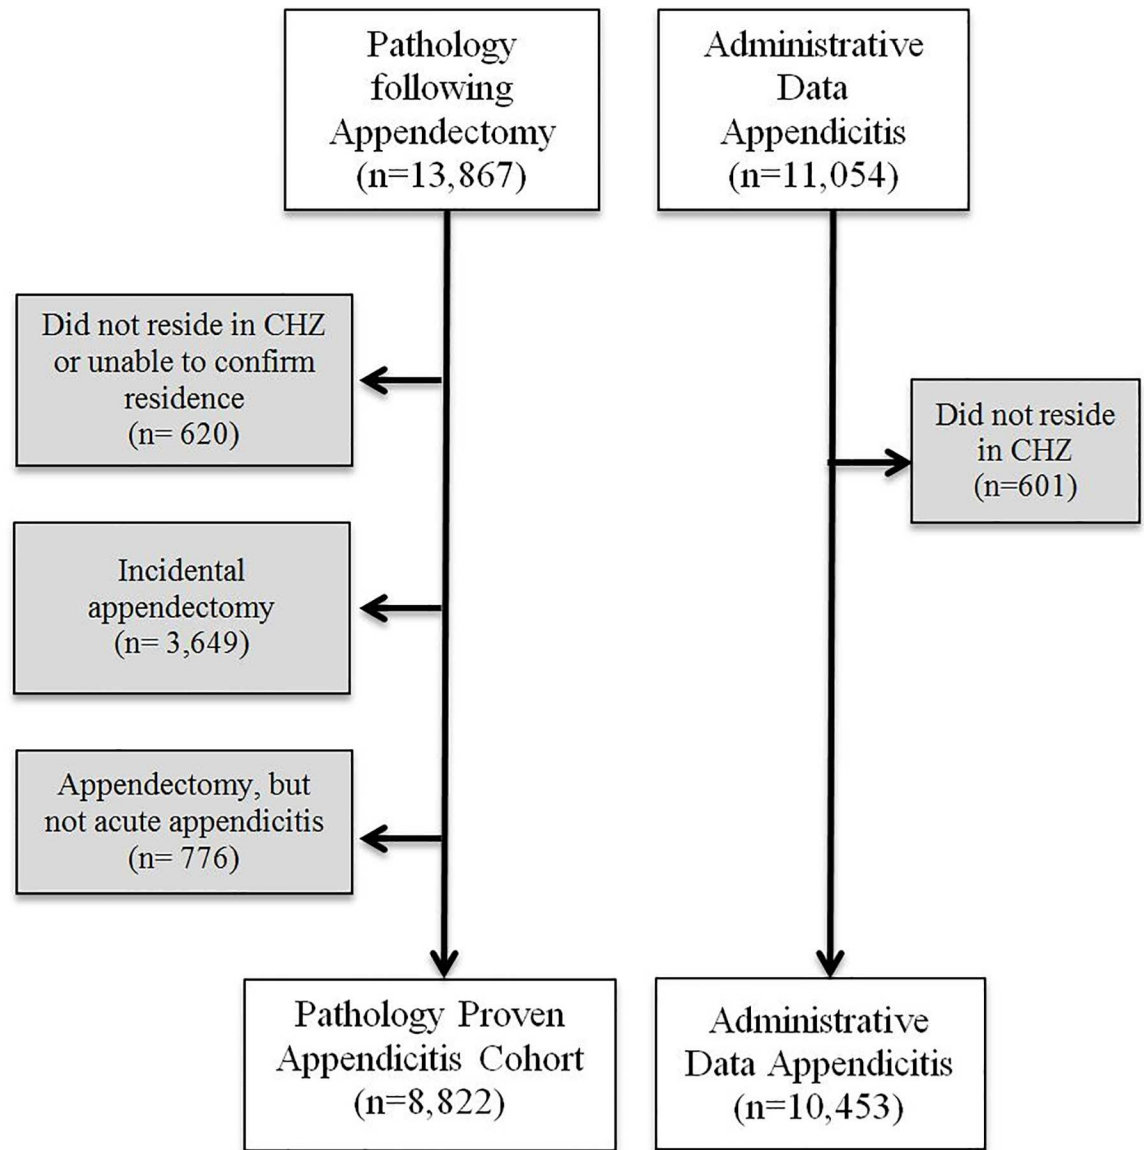 Pathology
following
Appendectomy
(n=13,867)
Administrative
Data
Appendicitis
(n=11,054)
Did not reside in CHZ
or unable to confirm
residence
(n= 620)
Did not reside
in CHZ
(n=601)
Incidental
appendectomy
(n= 3,649)
Appendectomy, but
not acute appendicitis
(n= 776)
Pathology Proven
Appendicitis Cohort
(n=8,822)
Administrative
Data Appendicitis
(n=10,453)